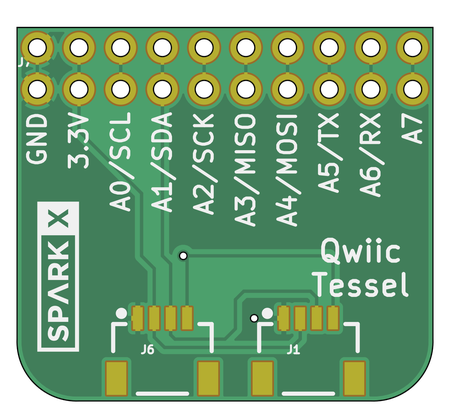 J7
GND
3.3V
A0/SCL
A1/SDA
A2/SCK
A3/MISO
A4/MOSI
A5/TX
A6/RX
A7
SPARK X
Qwiic
Tessel
J6
J1